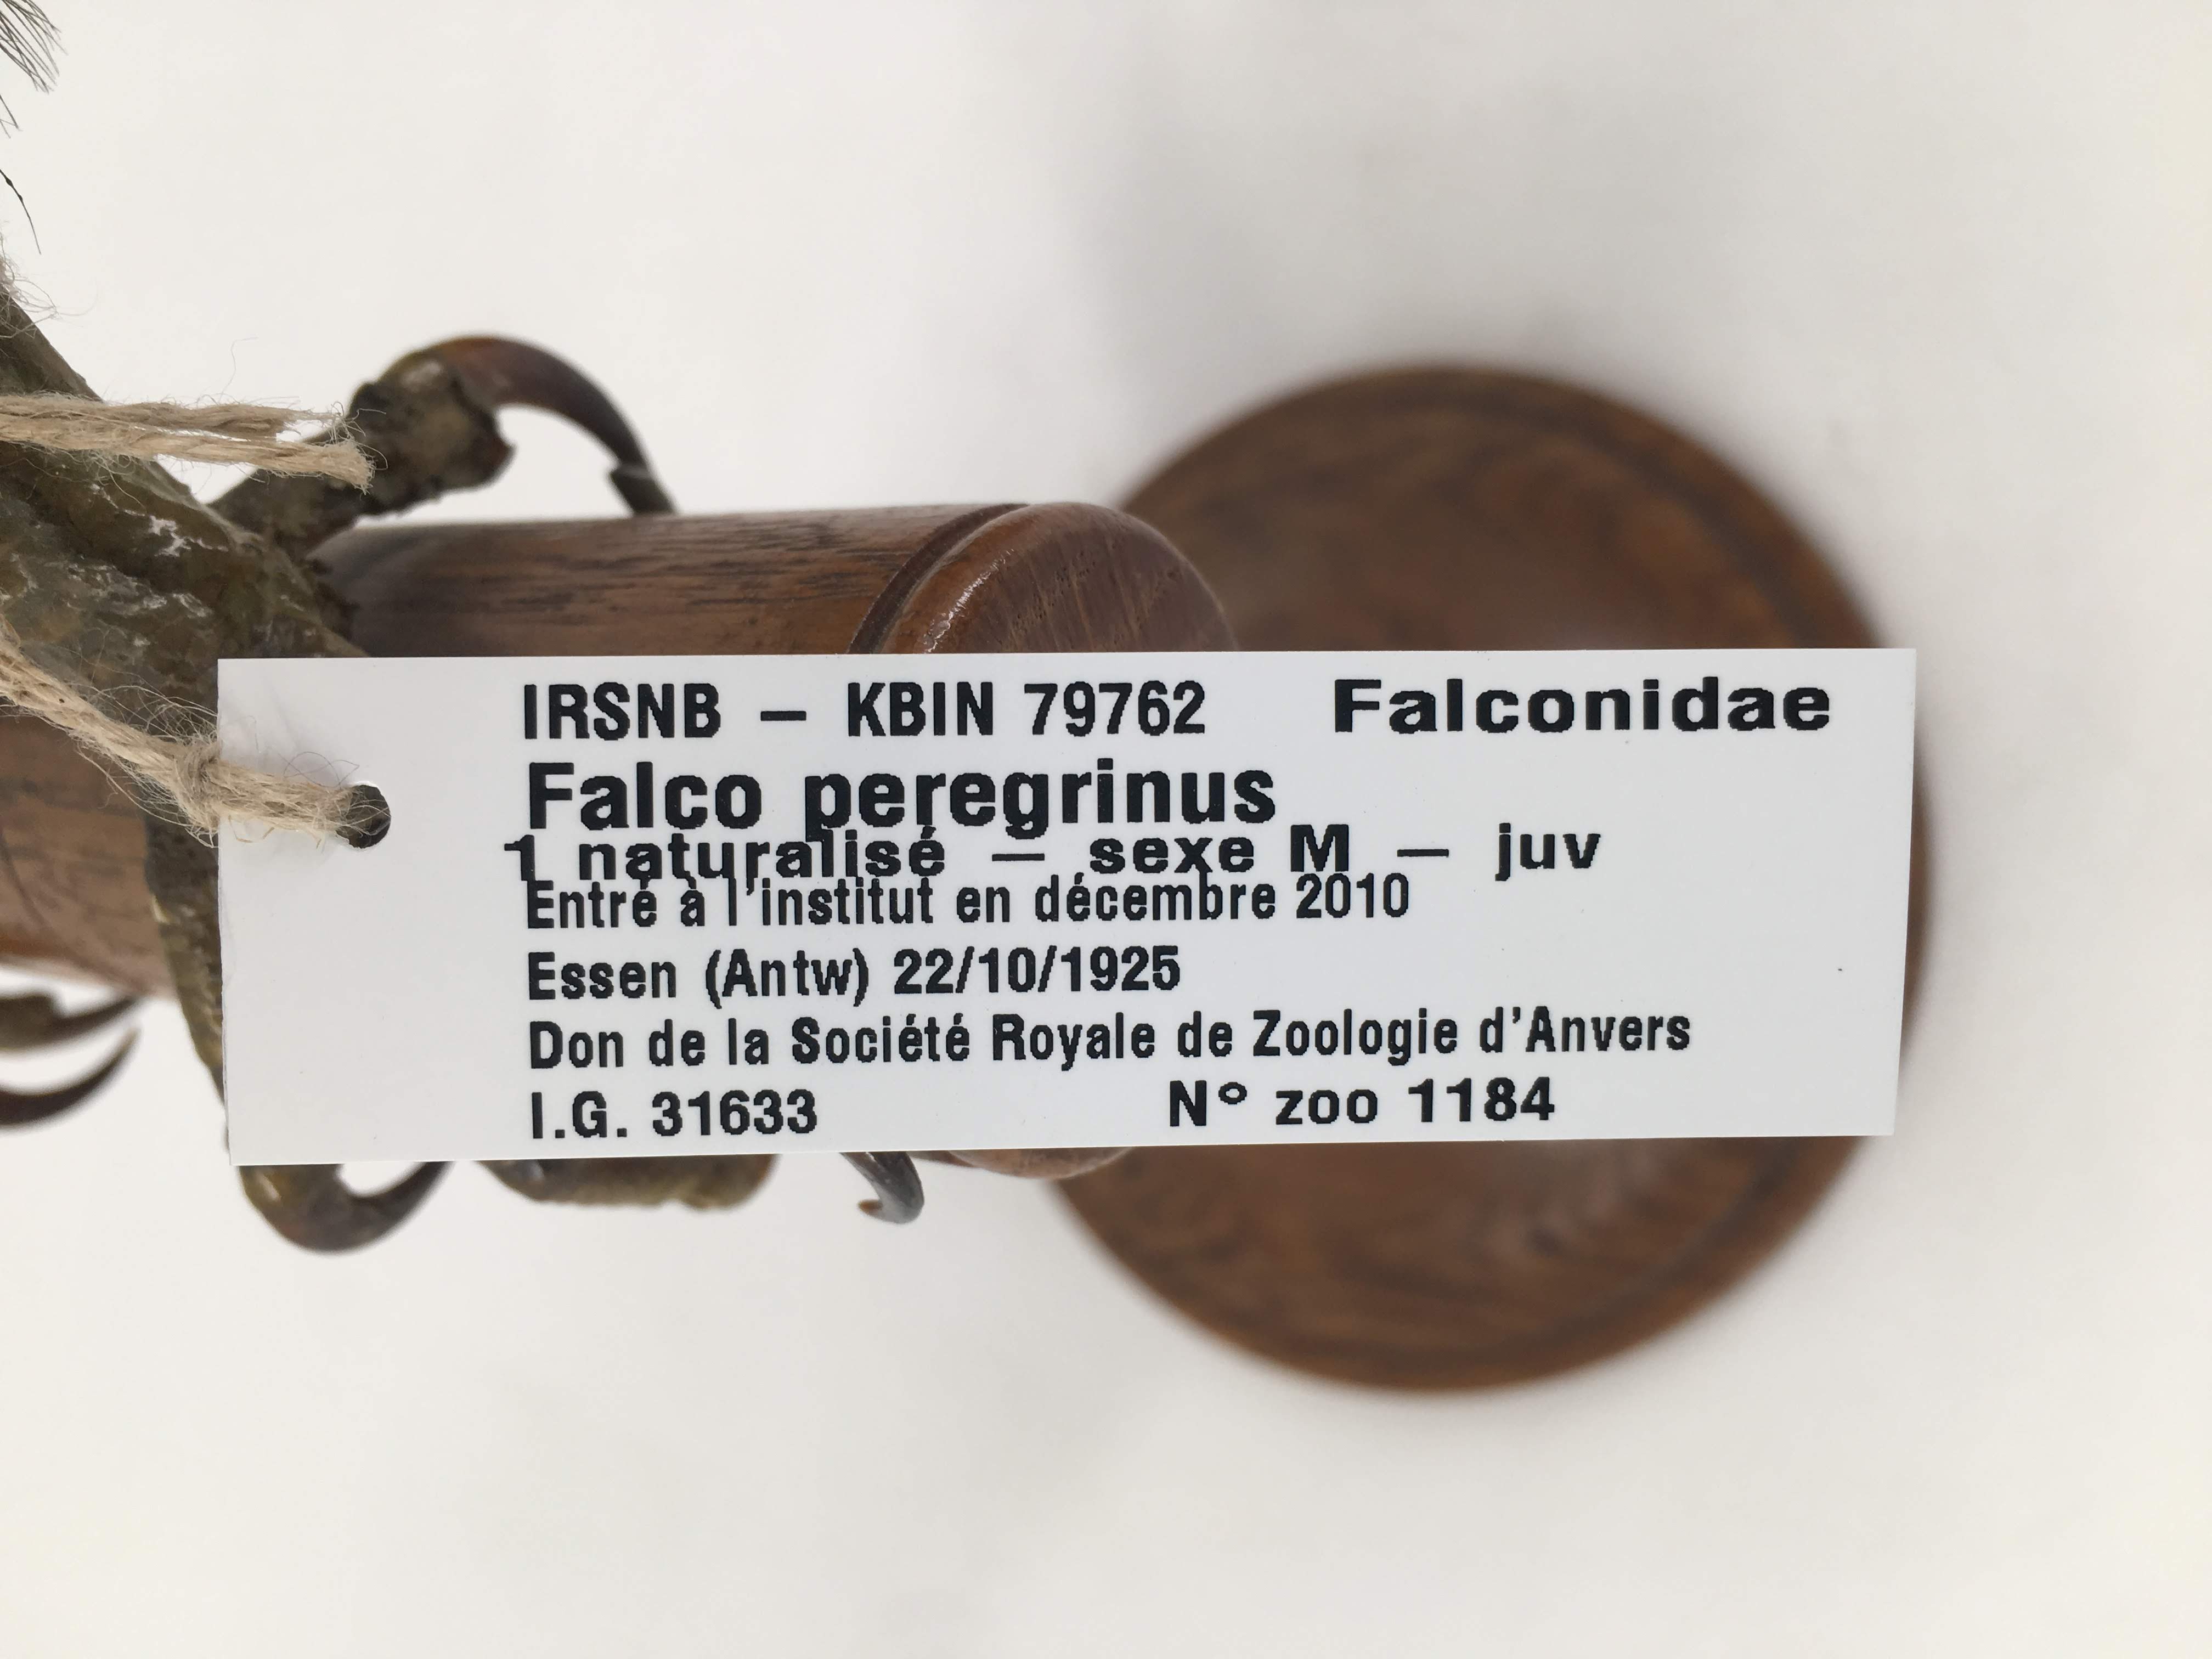 IRSNB – KBIN 79762 Falconidae
Falco peregrinus
1 naturalisé – sexe M – juv
Entré à l'institut en décembre 2010
Essen (Antw) 22/10/1925
Don de la Société Royale de Zoologie d'Anvers
I.G. 31633 N° zoo 1184